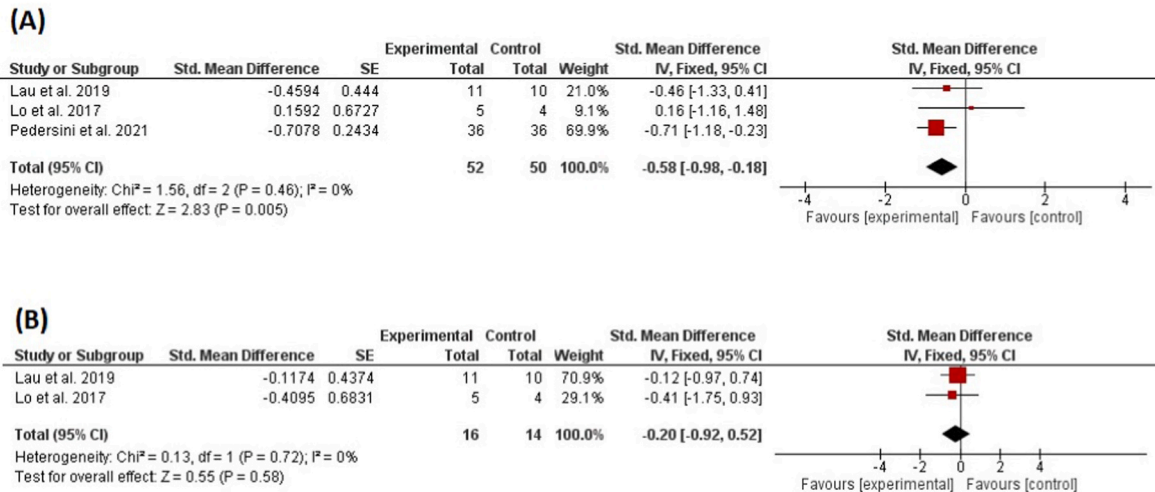 (A)
Experimental Control Std. Mean Difference Std. Mean Difference
Study or Subgroup Std. Mean Difference SE Total Total Weight IV, Fixed, 95% CI IV, Fixed, 95% CI
Lau et al. 2019 -0.4594 0.444 11 10 21.0% -0.46 [-1.33, 0.41]
Lo et al. 2017 0.1592 0.6727 5 4 9.1% 0.16 [-1.16, 1.48]
Pedersini et al. 2021 -0.7078 0.2434 36 36 69.9% -0.71 [-1.18, -0.23]
Total (95% CI) 52 50 100.0% -0.58 [-0.98, -0.18]
Heterogeneity: Chi² = 1.56, df = 2 (P = 0.46); I² = 0%
Test for overall effect: Z = 2.83 (P = 0.005)
-4 -2 0 2 4
Favours [experimental] Favours [control]
(B)
Experimental Control Std. Mean Difference Std. Mean Difference
Study or Subgroup Std. Mean Difference SE Total Total Weight IV, Fixed, 95% CI IV, Fixed, 95% CI
Lau et al. 2019 -0.1174 0.4374 11 10 70.9% -0.12 [-0.97, 0.74]
Lo et al. 2017 -0.4095 0.6831 5 4 29.1% -0.41 [-1.75, 0.93]
Total (95% CI) 16 14 100.0% -0.20 [-0.92, 0.52]
Heterogeneity: Chi² = 0.13, df = 1 (P = 0.72); I² = 0%
Test for overall effect: Z = 0.55 (P = 0.58)
-4 -2 0 2 4
Favours [experimental] Favours [control]